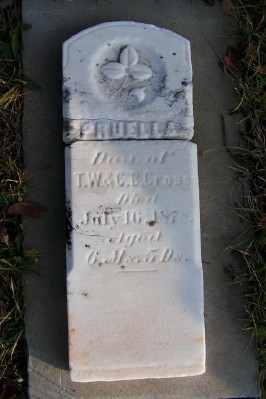 PRUELLA
Dau. of
T.W. & C.B. Cross
Died
July 16, 1878.
Aged
6. Ms. 5 Ds.